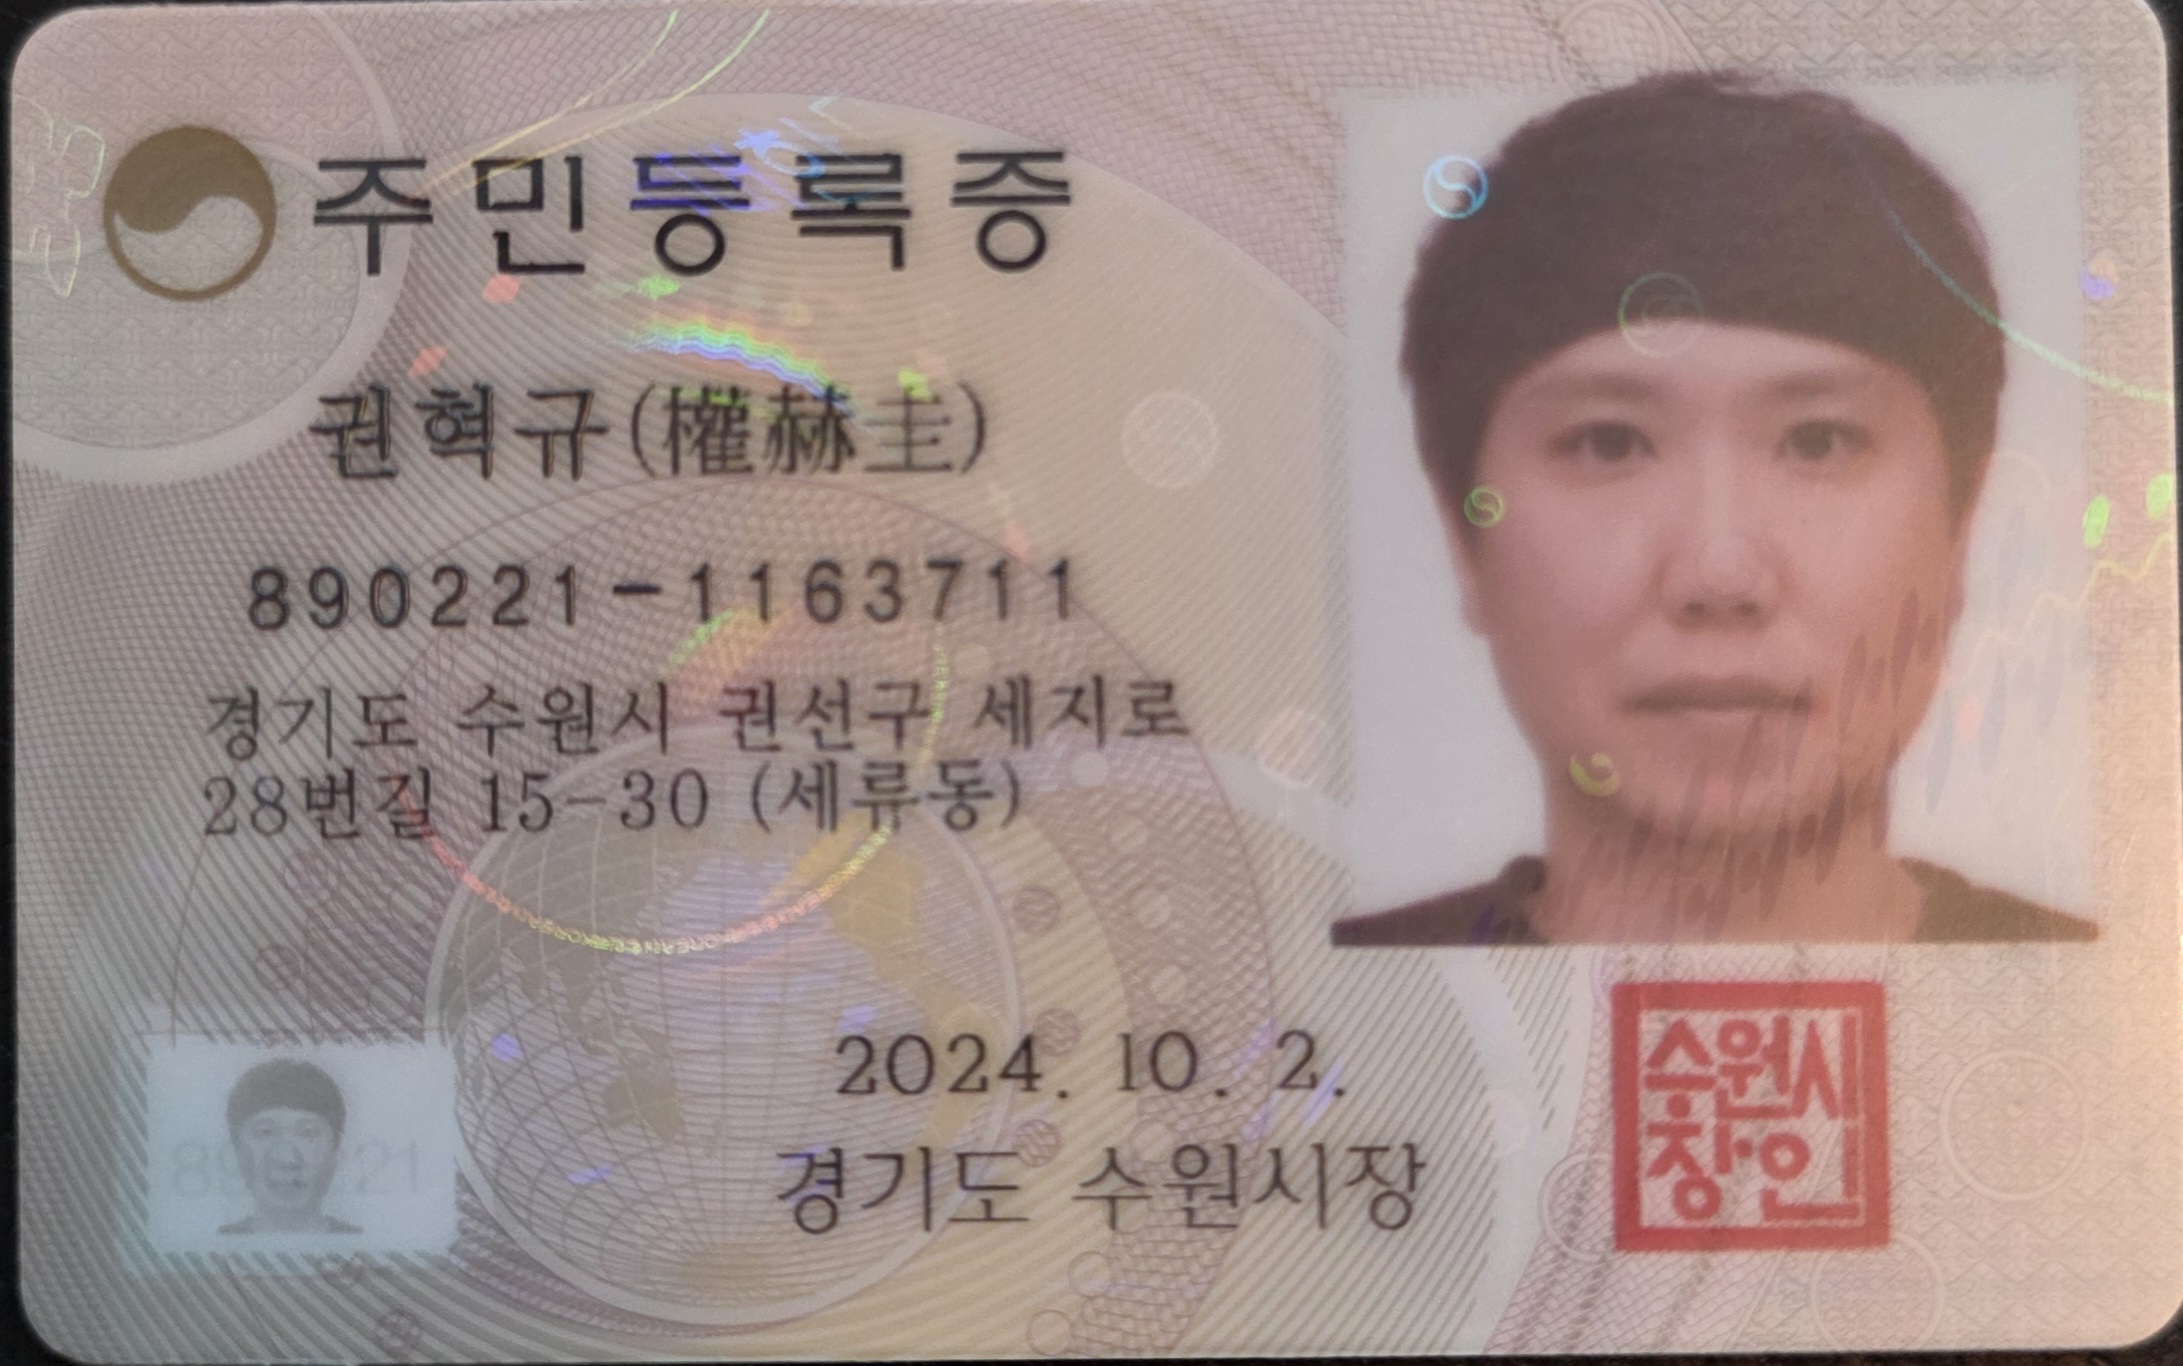 주민등록증
권혁규(權赫圭)
890221-1163711
경기도 수원시 권선구 세지로
28번길 15-30 (세류동)
890221
2024. 10. 2.
경기도 수원시장
수원시
장인